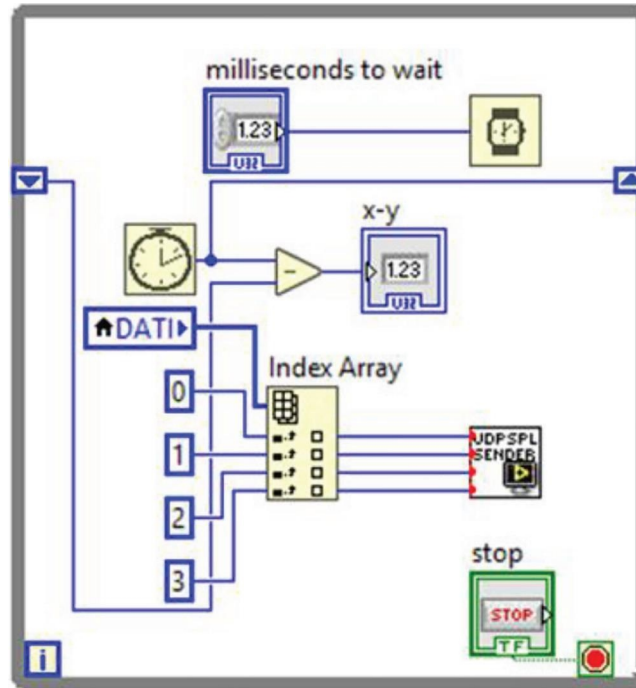 milliseconds to wait
1.23
U32
x-y
1.23
U32
DATI
Index Array
0
1
2
3
UDPSPL
SENDER
stop
STOP
TF
i